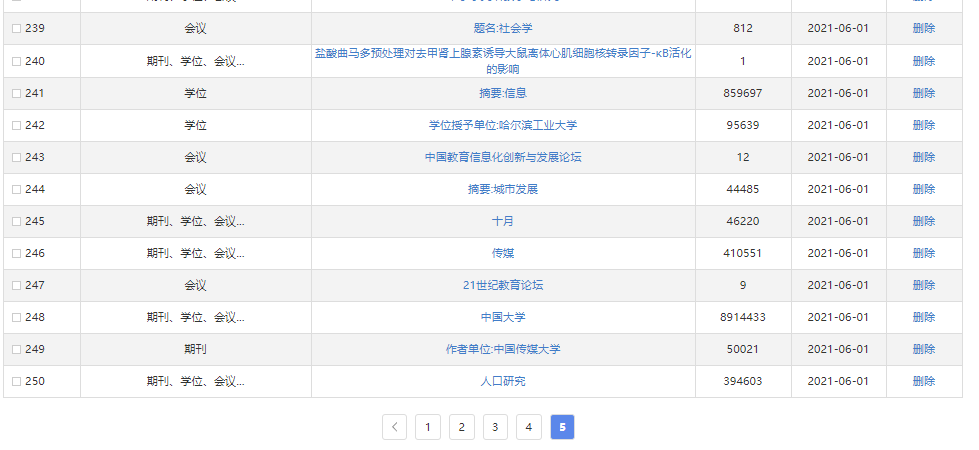 239 会议 题名:社会学 812 2021-06-01 删除
240 期刊、学位、会议... 盐酸曲马多预处理对去甲肾上腺素诱导大鼠离体心肌细胞核转录因子-κB活化
的影响 1 2021-06-01 删除
241 学位 摘要:信息 859697 2021-06-01 删除
242 学位 学位授予单位:哈尔滨工业大学 95639 2021-06-01 删除
243 会议 中国教育信息化创新与发展论坛 12 2021-06-01 删除
244 会议 摘要:城市发展 44485 2021-06-01 删除
245 期刊、学位、会议... 十月 46220 2021-06-01 删除
246 期刊、学位、会议... 传媒 410551 2021-06-01 删除
247 会议 21世纪教育论坛 9 2021-06-01 删除
248 期刊、学位、会议... 中国大学 8914433 2021-06-01 删除
249 期刊 作者单位:中国传媒大学 50021 2021-06-01 删除
250 期刊、学位、会议... 人口研究 394603 2021-06-01 删除
1 2 3 4 5